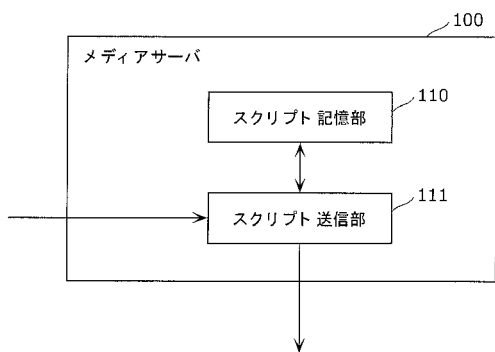 100
メディアサーバ
110
スクリプト 記憶部
111
スクリプト 送信部